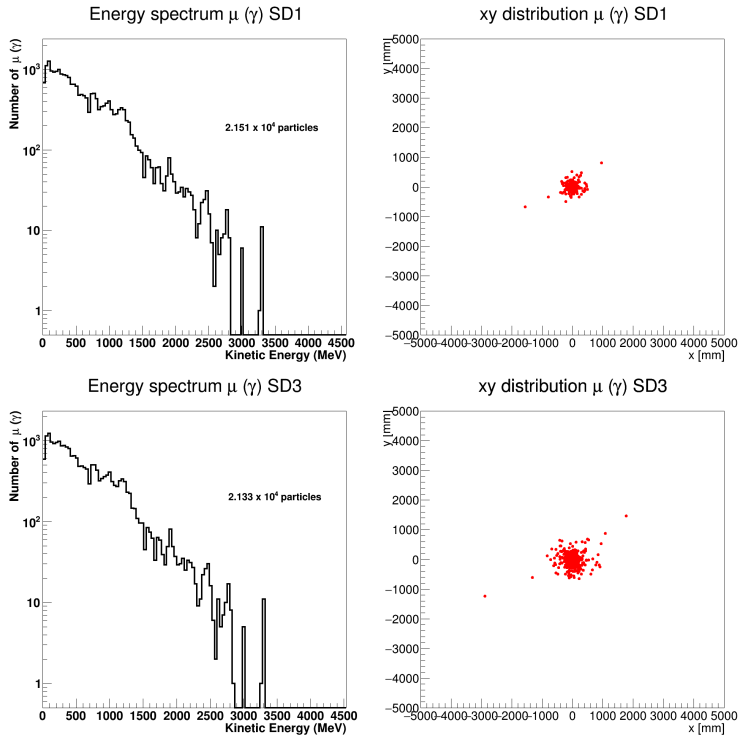 Energy spectrum μ (γ) SD1
Number of μ (γ)
10³
10²
10
1
2.151 x 10⁴ particles
0 500 1000 1500 2000 2500 3000 3500 4000 4500
Kinetic Energy (MeV)
xy distribution μ (γ) SD1
y [mm]
5000
4000
3000
2000
1000
0
−1000
−2000
−3000
−4000
−5000
−5000 −4000 −3000 −2000 −1000 0 1000 2000 3000 4000 5000
x [mm]
Energy spectrum μ (γ) SD3
Number of μ (γ)
10³
10²
10
1
2.133 x 10⁴ particles
0 500 1000 1500 2000 2500 3000 3500 4000 4500
Kinetic Energy (MeV)
xy distribution μ (γ) SD3
y [mm]
5000
4000
3000
2000
1000
0
−1000
−2000
−3000
−4000
−5000
−5000 −4000 −3000 −2000 −1000 0 1000 2000 3000 4000 5000
x [mm]